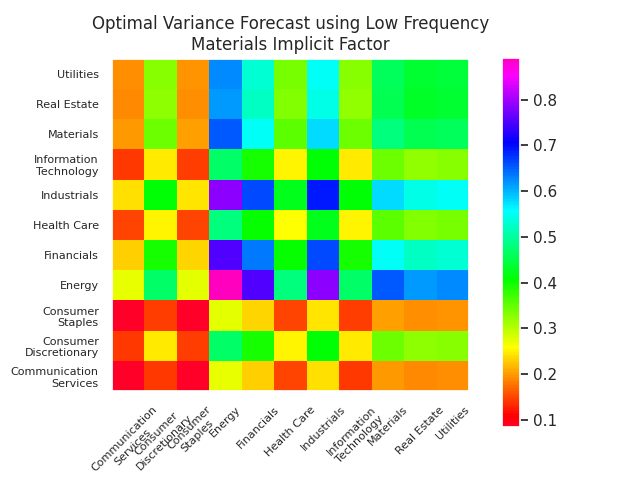 Optimal Variance Forecast using Low Frequency
Materials Implicit Factor
Utilities
Real Estate
Materials
Information
Technology
Industrials
Health Care
Financials
Energy
Consumer
Staples
Consumer
Discretionary
Communication
Services
0.8
0.7
0.6
0.5
0.4
0.3
0.2
0.1
Communication
Services
Consumer
Discretionary
Consumer
Staples
Energy
Financials
Health Care
Industrials
Information
Technology
Materials
Real Estate
Utilities